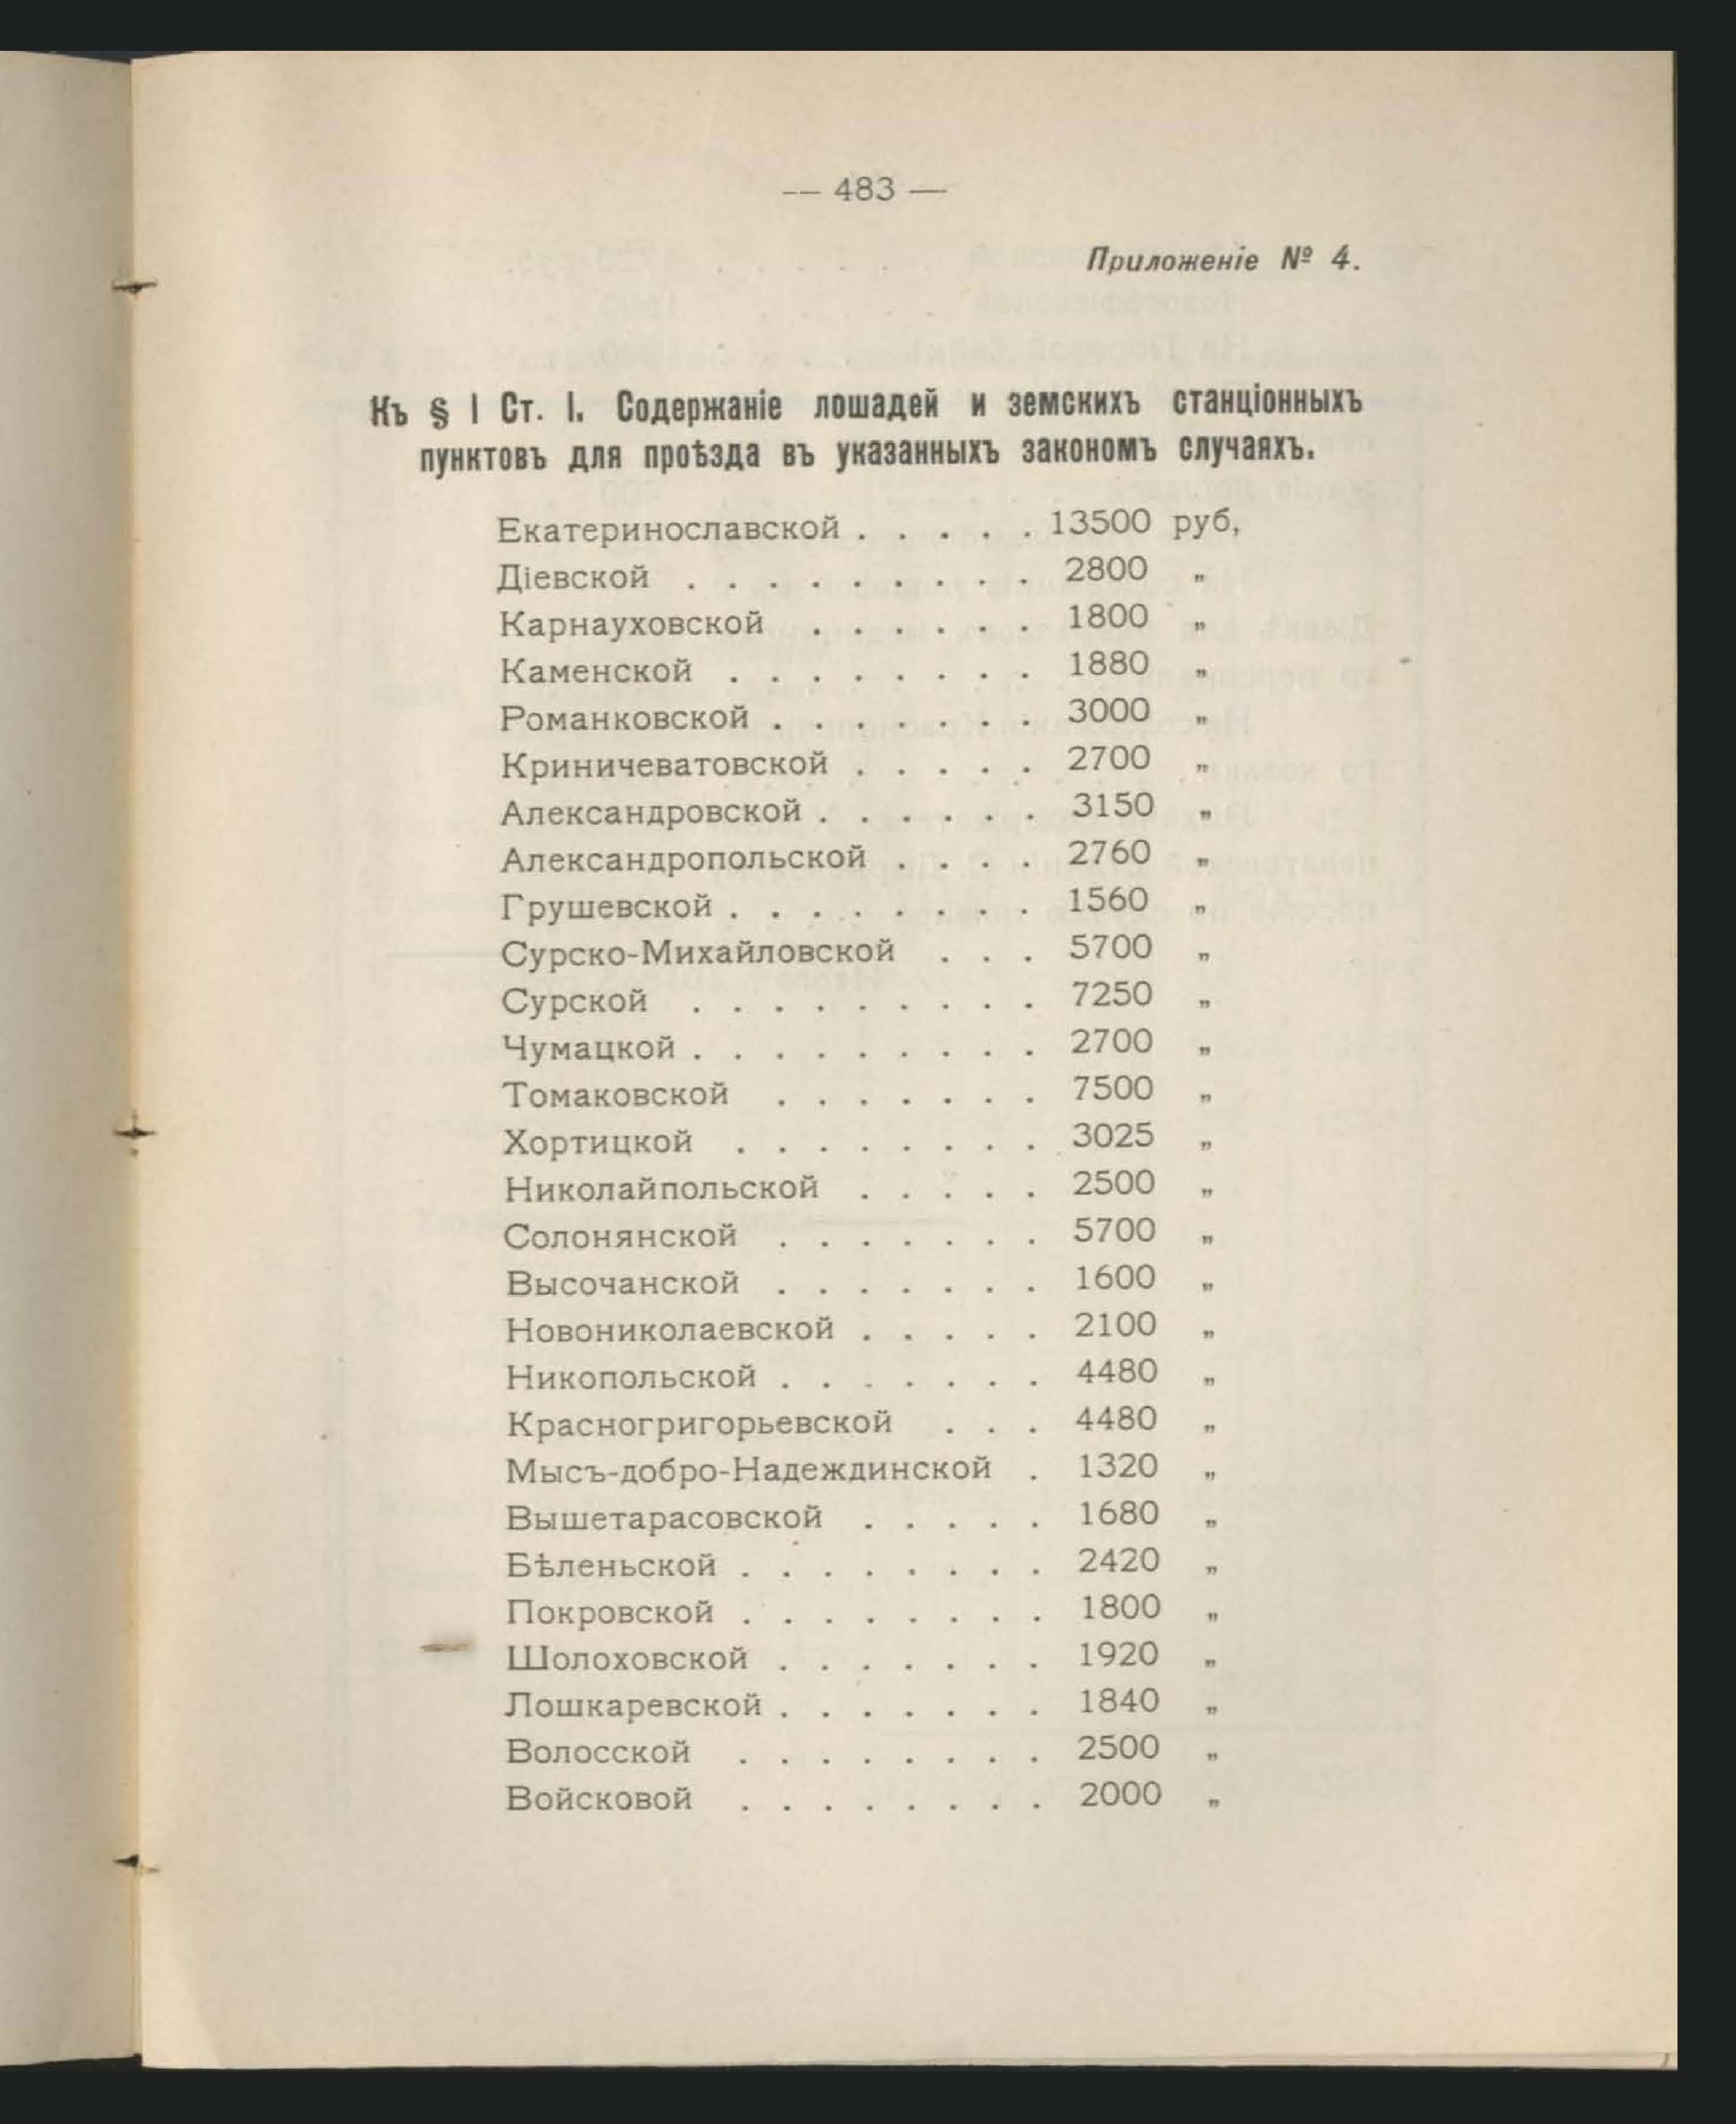 — 483 —
Приложеніе № 4.
Къ § I Ст. I. Содержаніе лошадей и земскихъ станціонныхъ
пунктовъ для проѣзда въ указанныхъ закономъ случаяхъ.
Екатеринославской . . . . . 13500 руб,
Діевской . . . . . . . . . 2800 „
Карнауховской . . . . . . 1800 „
Каменской . . . . . . . . 1880 „
Романковской . . . . . . . 3000 „
Криничеватовской . . . . . 2700 „
Александровской . . . . . . 3150 „
Александропольской . . . . 2760 „
Грушевской . . . . . . . . 1560 „
Сурско-Михайловской . . . 5700 „
Сурской . . . . . . . . . 7250 „
Чумацкой . . . . . . . . . 2700 „
Томаковской . . . . . . . 7500 „
Хортицкой . . . . . . . . 3025 „
Николайпольской . . . . . 2500 „
Солонянской . . . . . . . 5700 „
Высочанской . . . . . . . 1600 „
Новониколаевской . . . . . 2100 „
Никопольской . . . . . . . 4480 „
Красногригорьевской . . . 4480 „
Мысъ-добро-Надеждинской . 1320 „
Вышетарасовской . . . . . 1680 „
Бѣленьской . . . . . . . . 2420 „
Покровской . . . . . . . . 1800 „
Шолоховской . . . . . . . 1920 „
Лошкаревской . . . . . . . 1840 „
Волосской . . . . . . . . 2500 „
Войсковой . . . . . . . . 2000 „